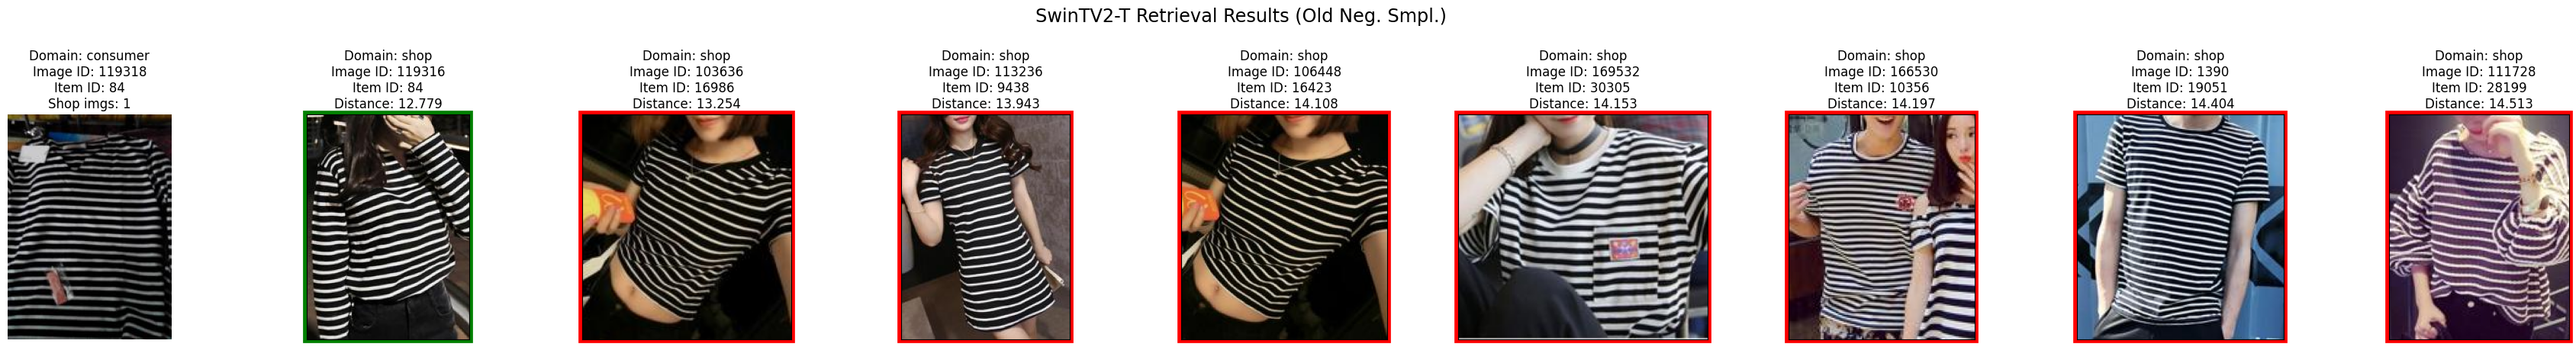 SwinTV2-T Retrieval Results (Old Neg. Smpl.)
Domain: consumer
Image ID: 119318
Item ID: 84
Shop imgs: 1
Domain: shop
Image ID: 119316
Item ID: 84
Distance: 12.779
Domain: shop
Image ID: 103636
Item ID: 16986
Distance: 13.254
Domain: shop
Image ID: 113236
Item ID: 9438
Distance: 13.943
Domain: shop
Image ID: 106448
Item ID: 16423
Distance: 14.108
Domain: shop
Image ID: 169532
Item ID: 30305
Distance: 14.153
Domain: shop
Image ID: 166530
Item ID: 10356
Distance: 14.197
Domain: shop
Image ID: 1390
Item ID: 19051
Distance: 14.404
Domain: shop
Image ID: 111728
Item ID: 28199
Distance: 14.513